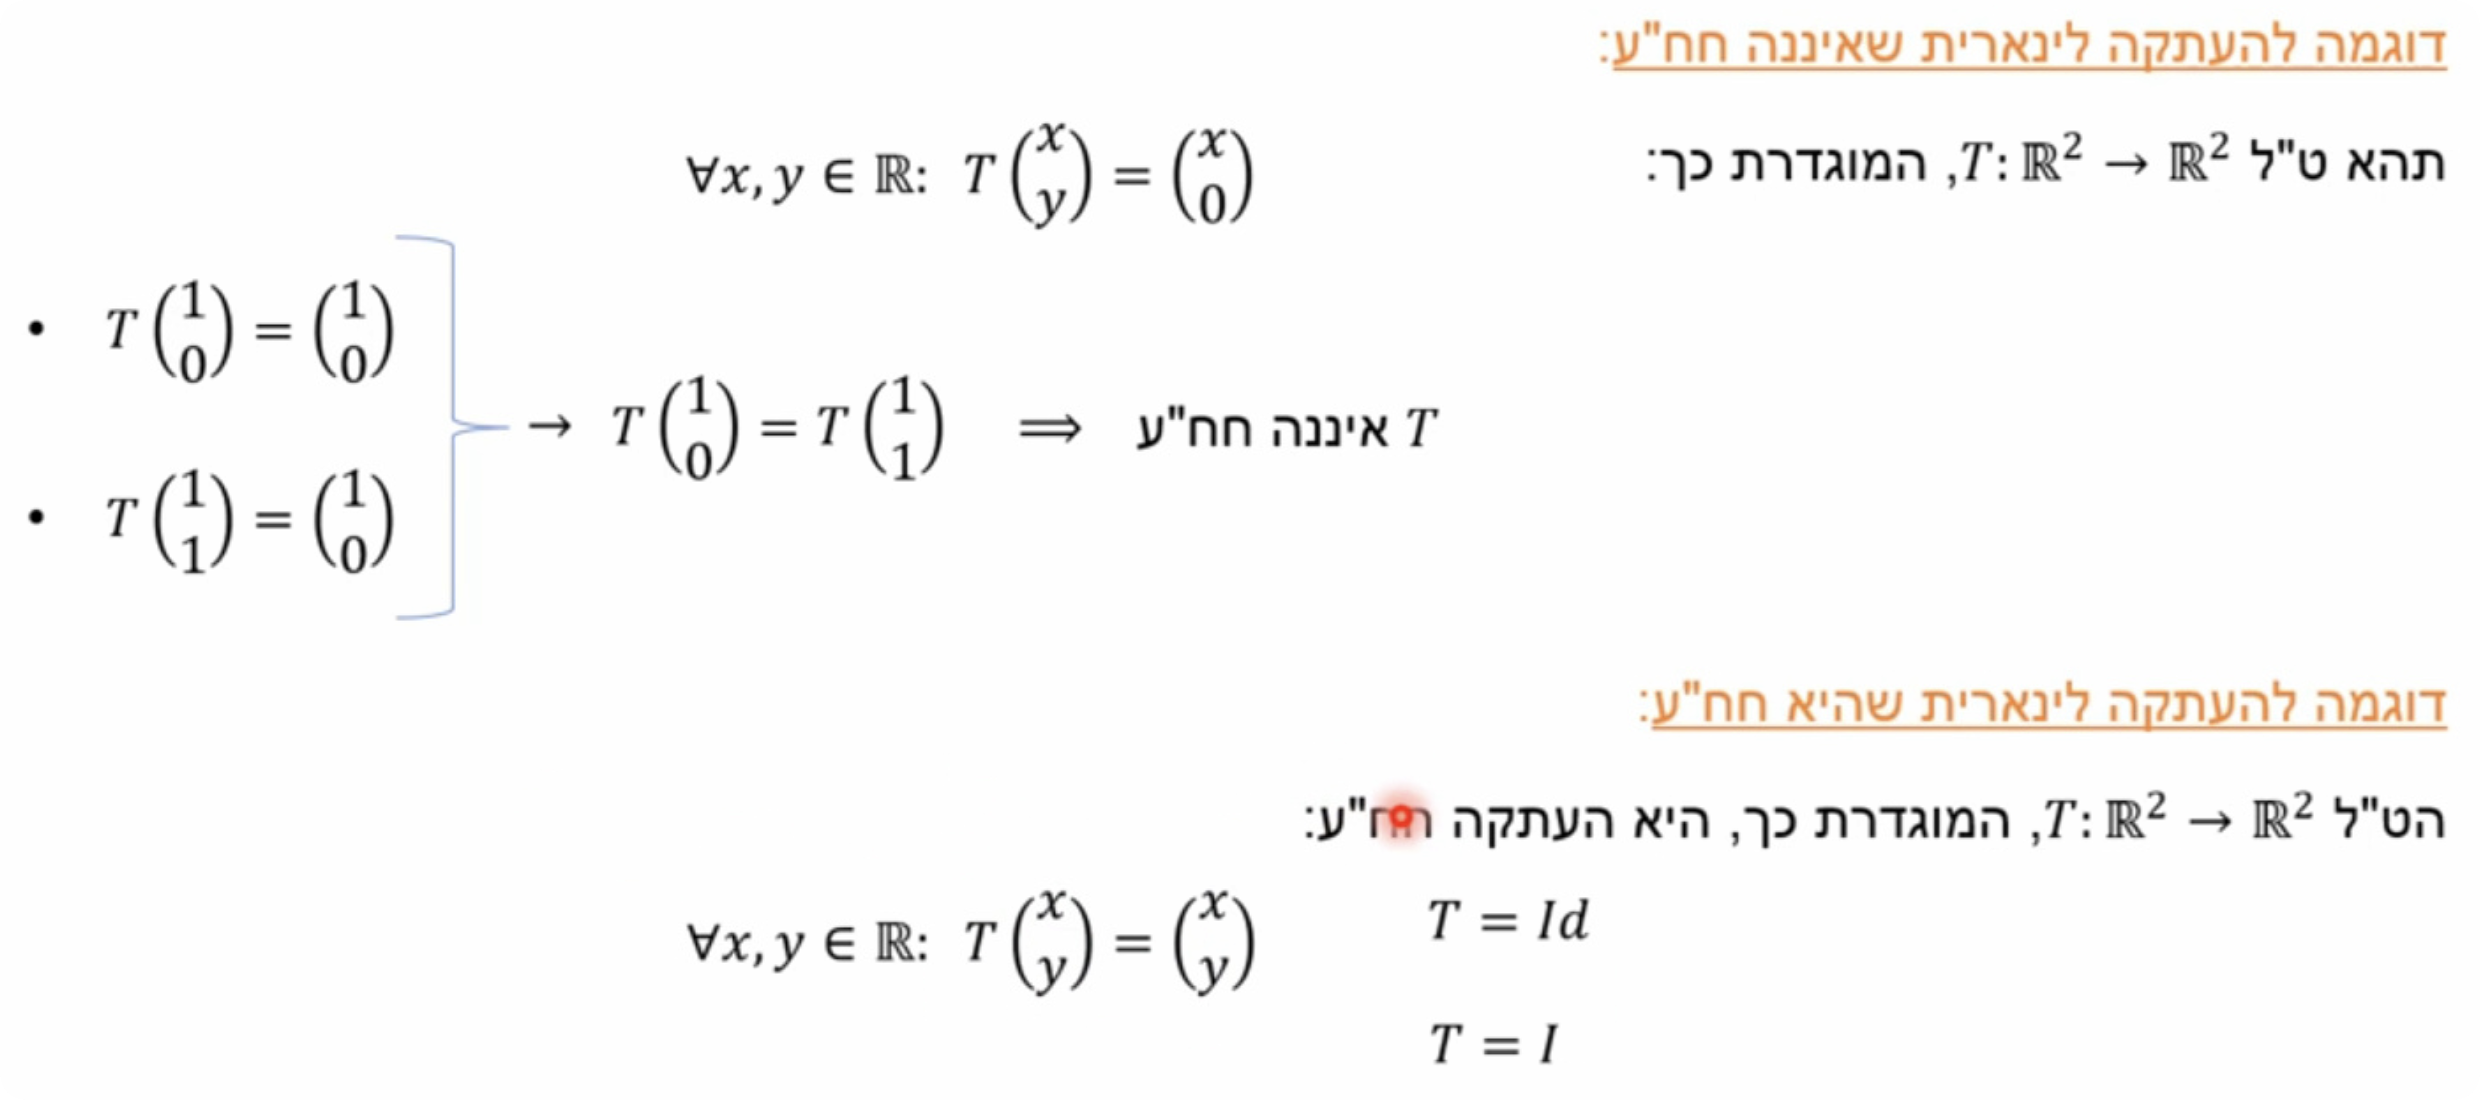 דוגמה להעתקה לינארית שאיננה חח"ע:
תהא ט"ל T: ℝ² → ℝ², המוגדרת כך:
∀x, y ∈ ℝ: T(x y) = (x 0)
• T(1 0) = (1 0)
→ T(1 0) = T(1 1) ⟹ T איננה חח"ע
• T(1 1) = (1 0)
דוגמה להעתקה לינארית שהיא חח"ע:
הט"ל T: ℝ² → ℝ², המוגדרת כך, היא העתקה חח"ע:
∀x, y ∈ ℝ: T(x y) = (x y)
T = Id
T = I